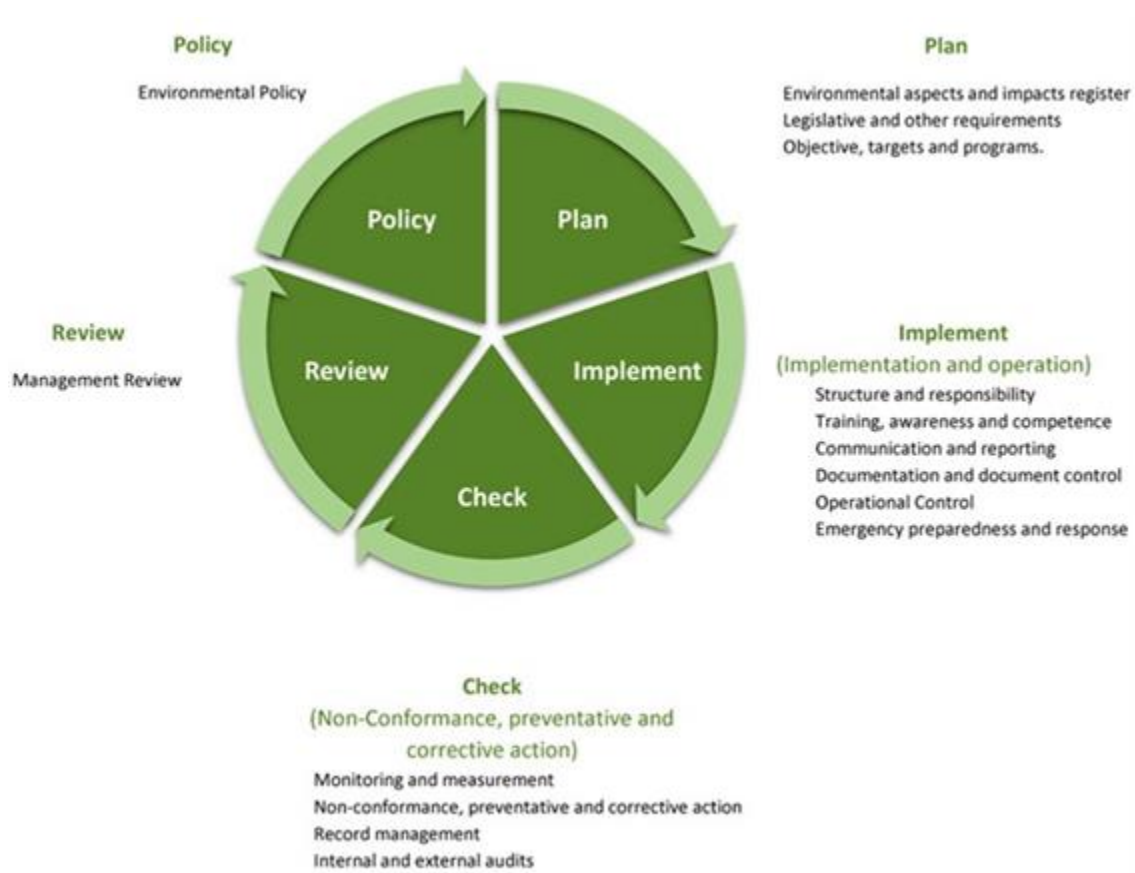 Policy
Environmental Policy
Plan
Environmental aspects and impacts register
Legislative and other requirements
Objective, targets and programs.
Policy
Plan
Review
Management Review
Review
Implement
Implement
(Implementation and operation)
Structure and responsibility
Training, awareness and competence
Communication and reporting
Documentation and document control
Operational Control
Emergency preparedness and response
Check
Check
(Non-Conformance, preventative and
corrective action)
Monitoring and measurement
Non-conformance, preventative and corrective action
Record management
Internal and external audits